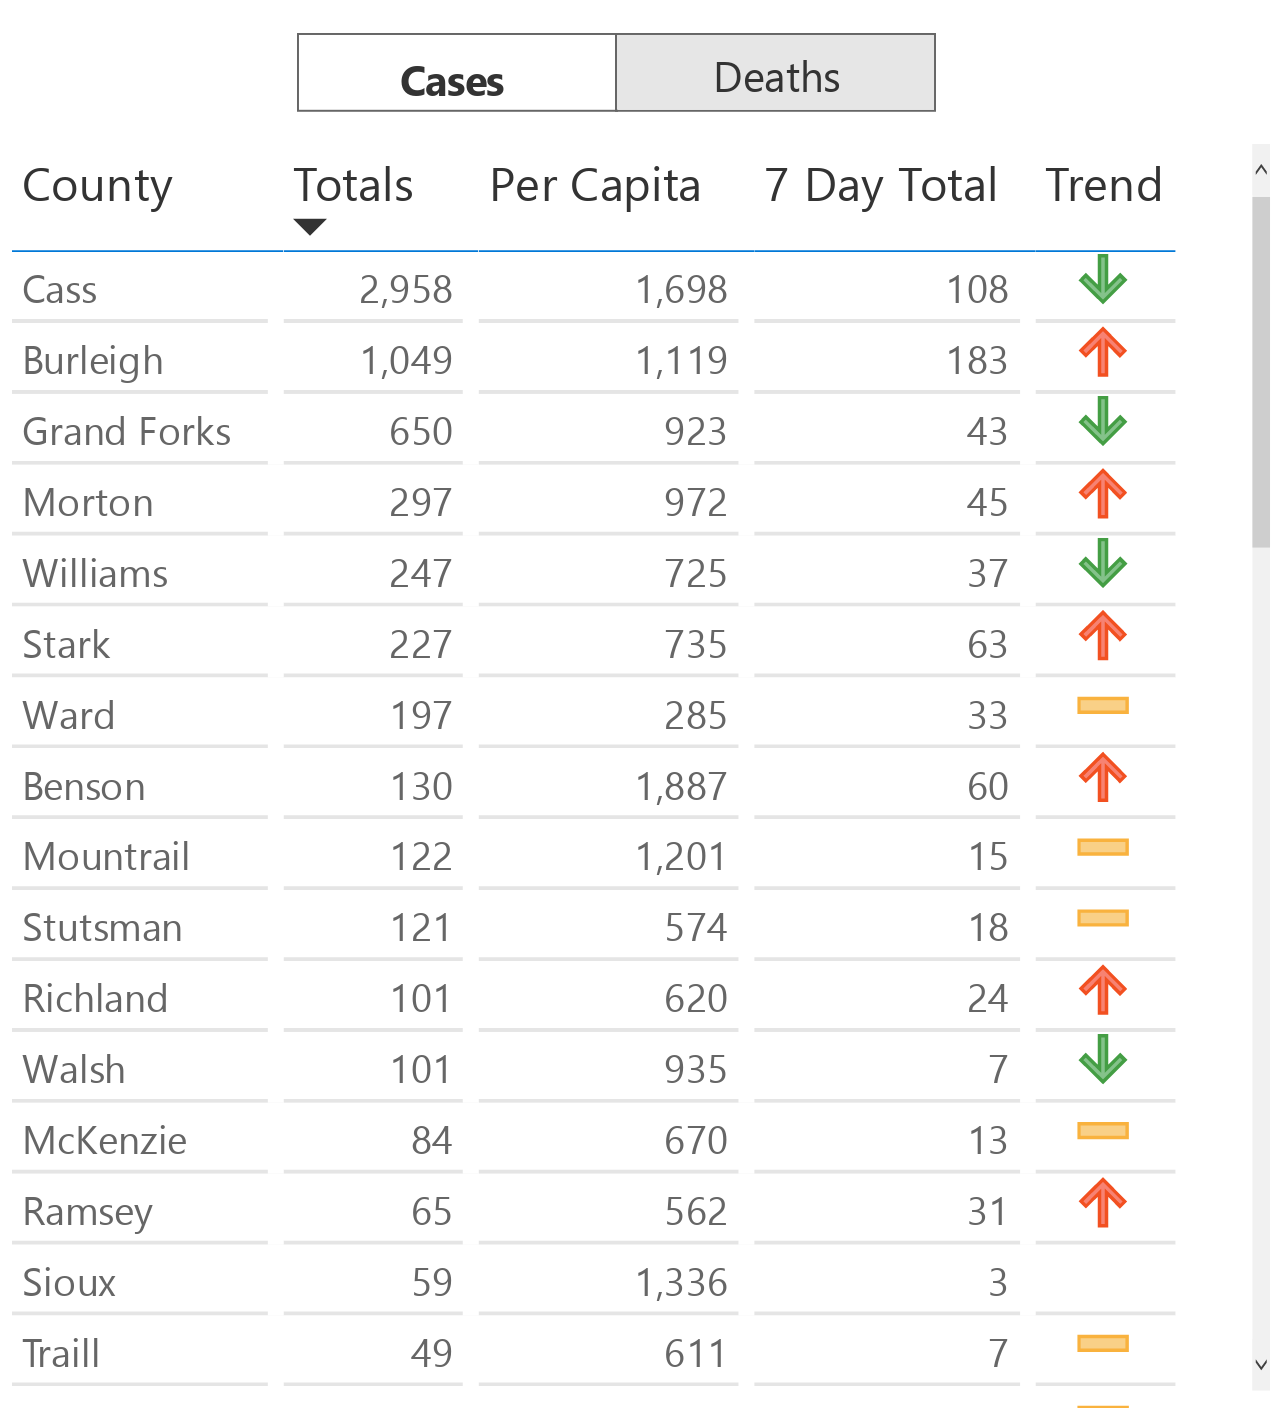 Cases Deaths
County Totals Per Capita 7 Day Total Trend
Cass 2,958 1,698 108
Burleigh 1,049 1,119 183
Grand Forks 650 923 43
Morton 297 972 45
Williams 247 725 37
Stark 227 735 63
Ward 197 285 33
Benson 130 1,887 60
Mountrail 122 1,201 15
Stutsman 121 574 18
Richland 101 620 24
Walsh 101 935 7
McKenzie 84 670 13
Ramsey 65 562 31
Sioux 59 1,336 3
Traill 49 611 7